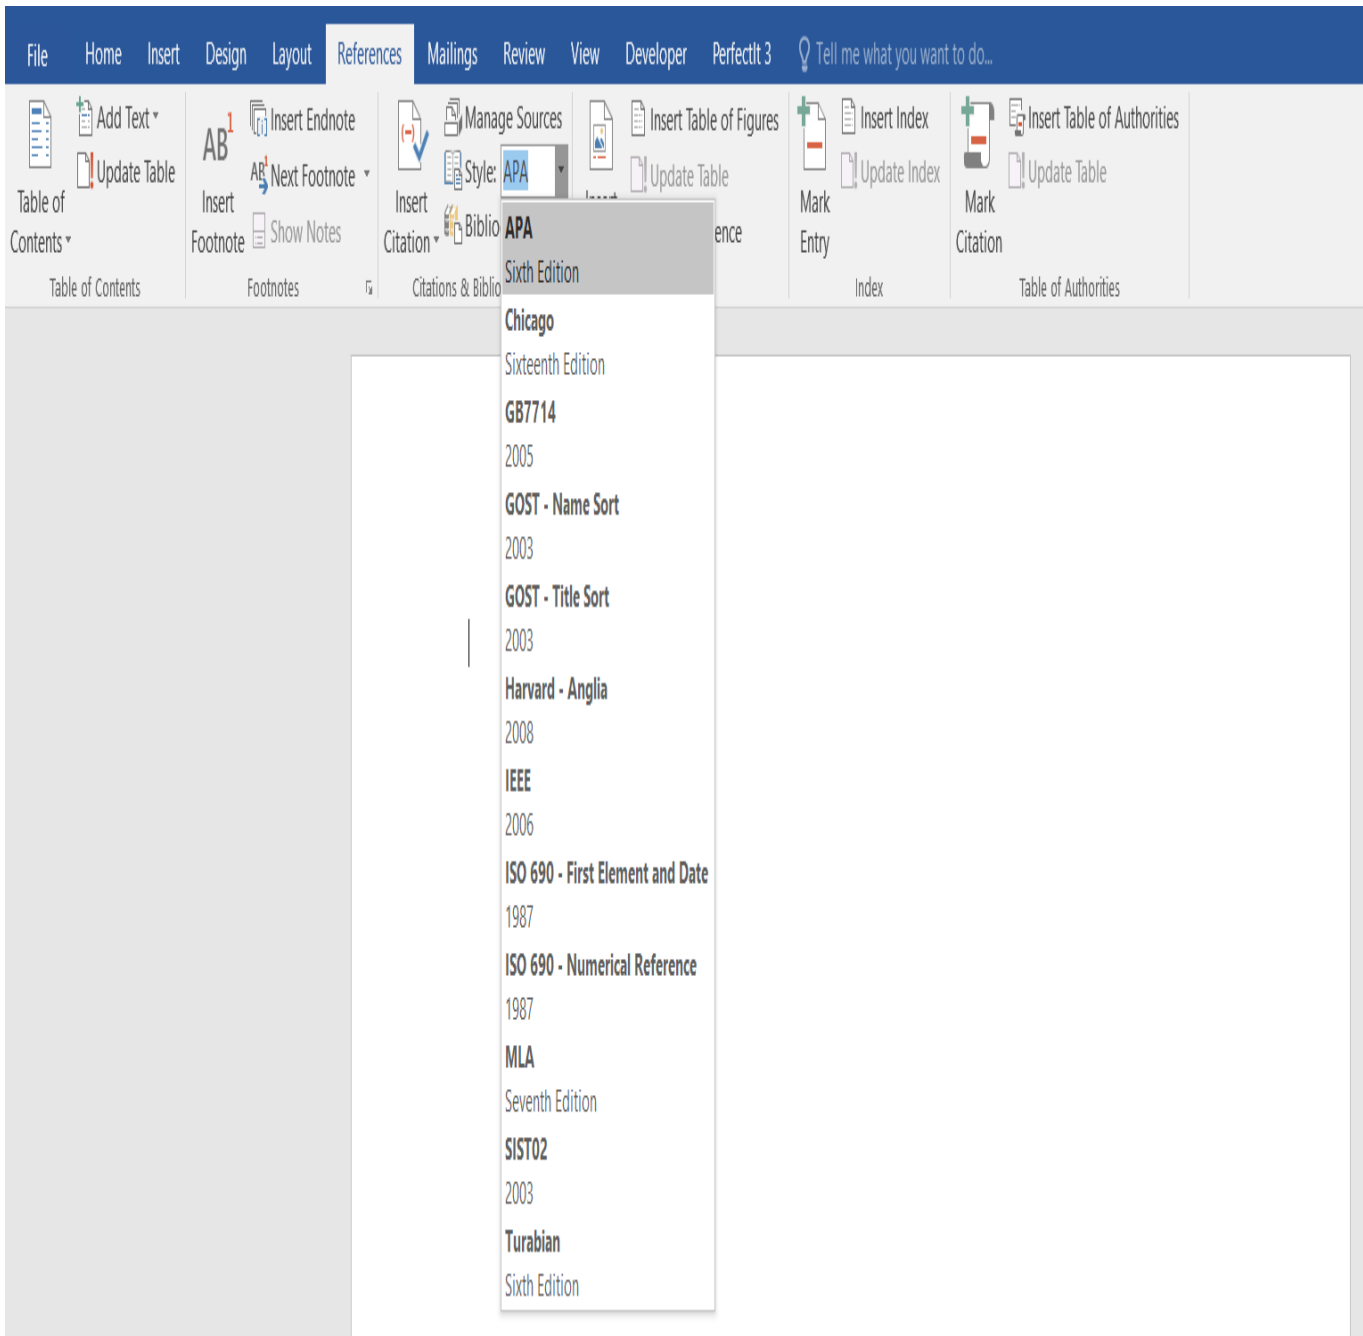 File Home Insert Design Layout References Mailings Review View Developer PerfectIt 3 Tell me what you want to do...
Add Text
Update Table
Table of
Contents
Table of Contents
AB1
Insert
Footnote
Insert Endnote
Next Footnote
Show Notes
Footnotes
Insert
Citation
Manage Sources
Style: APA
Biblio
Citations & Biblio
Insert Table of Figures
Update Table
ence
Mark
Entry
Insert Index
Update Index
Index
Mark
Citation
Insert Table of Authorities
Update Table
Table of Authorities
APA
Sixth Edition
Chicago
Sixteenth Edition
GB7714
2005
GOST - Name Sort
2003
GOST - Title Sort
2003
Harvard - Anglia
2008
IEEE
2006
ISO 690 - First Element and Date
1987
ISO 690 - Numerical Reference
1987
MLA
Seventh Edition
SIST02
2003
Turabian
Sixth Edition